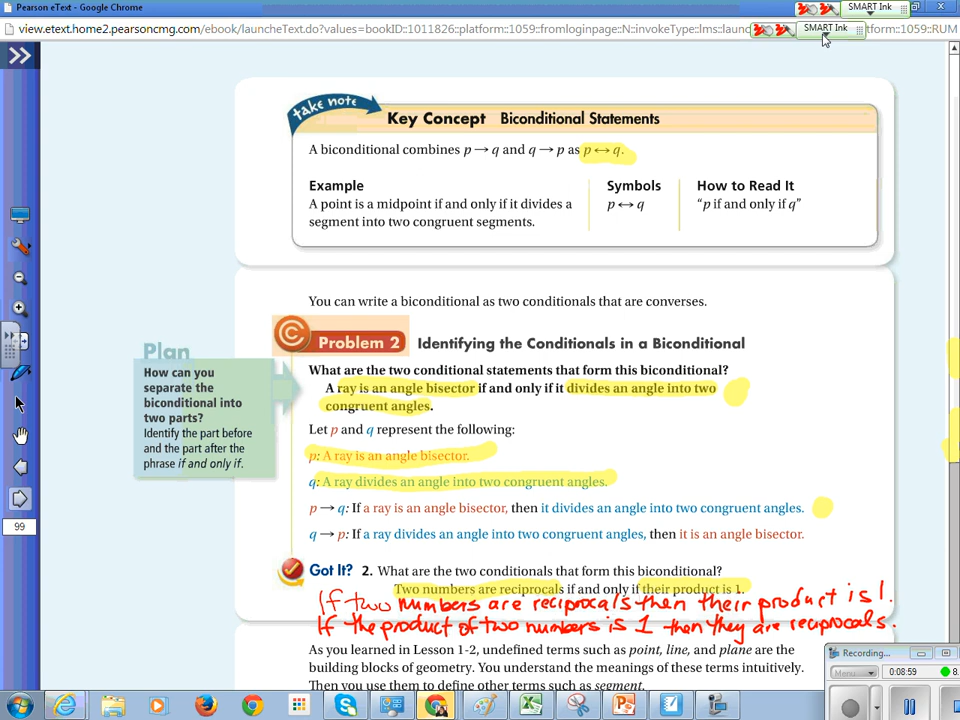 Pearson eText - Google Chrome
SMART Ink
view.etext.home2.pearsoncmg.com/ebook/launcheText.do?values=bookID::1011826::platform::1059::fromloginpage::N::invokeType::lms::launc
SMART Ink
tform::1059::RUM
take note
Key Concept Biconditional Statements
A biconditional combines p → q and q → p as p ↔ q.
Example
Symbols
How to Read It
A point is a midpoint if and only if it divides a
p ↔ q
“p if and only if q”
segment into two congruent segments.
You can write a biconditional as two conditionals that are converses.
C
Problem 2 Identifying the Conditionals in a Biconditional
Plan
How can you
separate the
biconditional into
two parts?
Identify the part before
and the part after the
phrase if and only if.
What are the two conditional statements that form this biconditional?
A ray is an angle bisector if and only if it divides an angle into two
congruent angles.
Let p and q represent the following:
p: A ray is an angle bisector.
q: A ray divides an angle into two congruent angles.
p → q: If a ray is an angle bisector, then it divides an angle into two congruent angles.
q → p: If a ray divides an angle into two congruent angles, then it is an angle bisector.
99
Got It? 2. What are the two conditionals that form this biconditional?
Two numbers are reciprocals if and only if their product is 1.
If two numbers are reciprocals then their product is 1.
If the product of two numbers is 1 then they are reciprocals.
As you learned in Lesson 1-2, undefined terms such as point, line, and plane are the
building blocks of geometry. You understand the meanings of these terms intuitively.
Then you use them to define other terms such as segment.
Recording...
Menu
0:08:59
8.